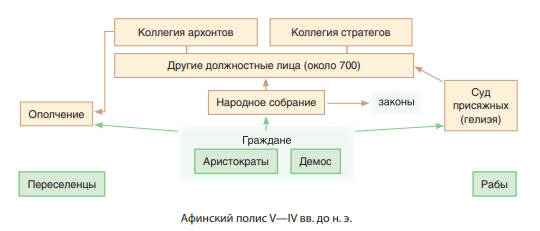 Коллегия архонтов
Коллегия стратегов
Другие должностные лица (около 700)
Ополчение
Народное собрание
законы
Суд
присяжных
(гелиэя)
Граждане
Аристократы
Демос
Переселенцы
Рабы
Афинский полис V—IV вв. до н. э.